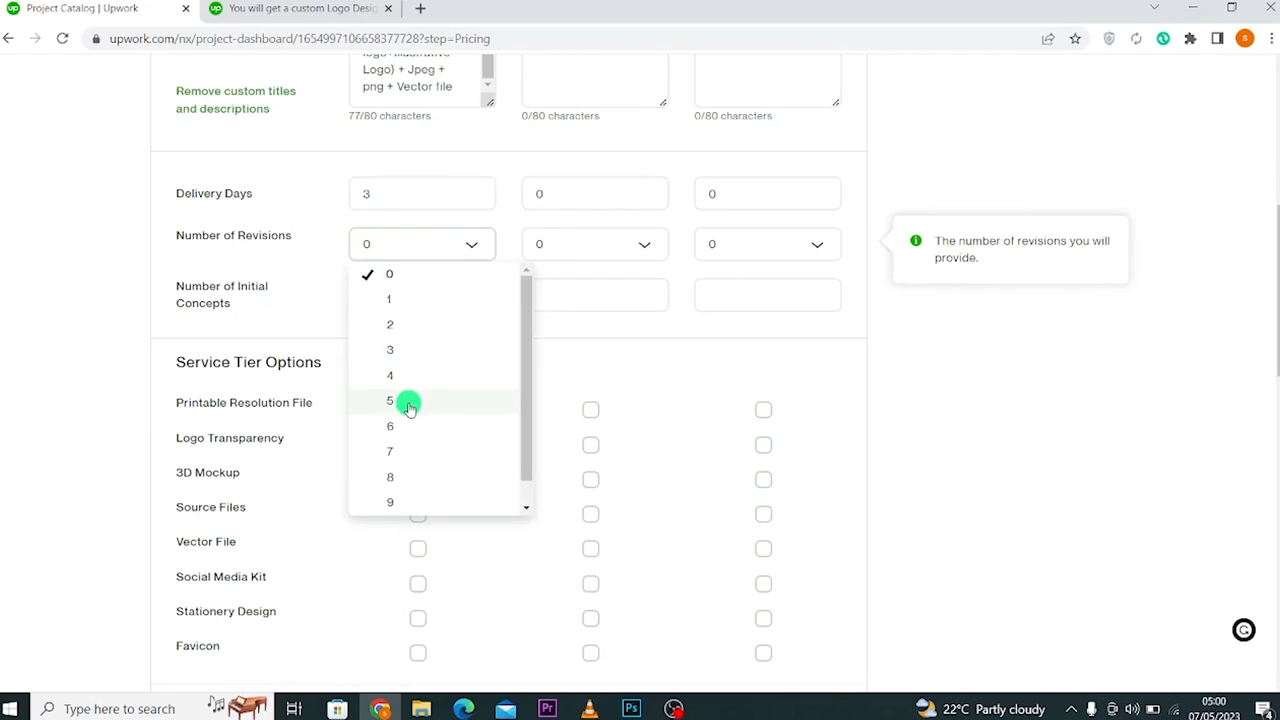 Project Catalog | Upwork
You will get a custom Logo Desig
upwork.com/nx/project-dashboard/1654997106658377728?step=Pricing
Logo) + Jpeg +
png + Vector file
Remove custom titles
and descriptions
77/80 characters
0/80 characters
0/80 characters
Delivery Days
3
0
0
Number of Revisions
0
0
0
The number of revisions you will
provide.
Number of Initial
Concepts
0
1
2
3
4
5
6
7
8
9
Service Tier Options
Printable Resolution File
Logo Transparency
3D Mockup
Source Files
Vector File
Social Media Kit
Stationery Design
Favicon
Type here to search
22°C Partly cloudy
05:00
07/05/2023